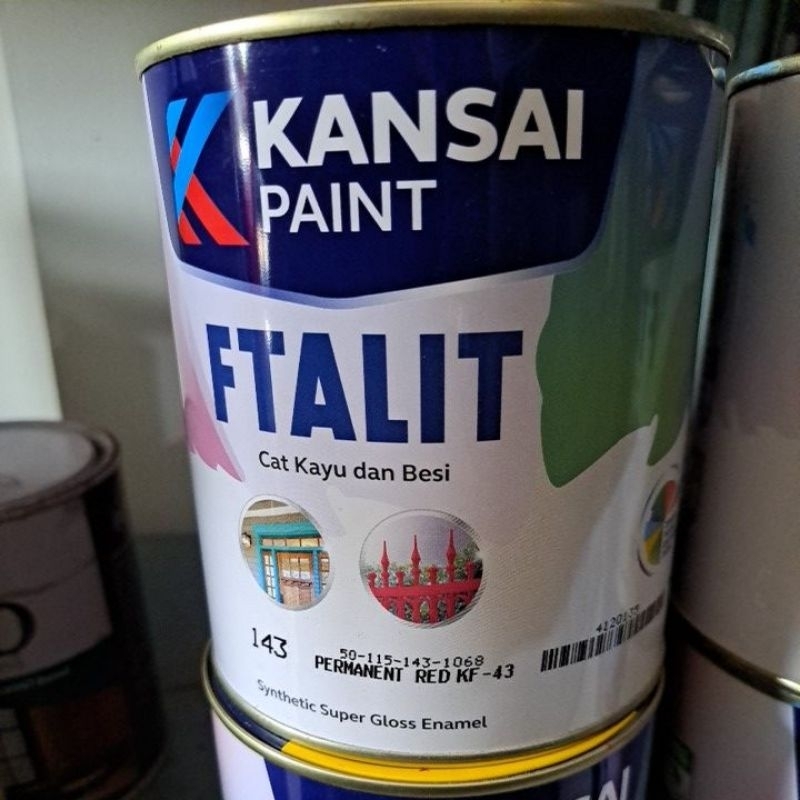 KANSAI
PAINT
FTALIT
Cat Kayu dan Besi
143
50-115-143-1068
PERMANENT RED KF-43
Synthetic Super Gloss Enamel